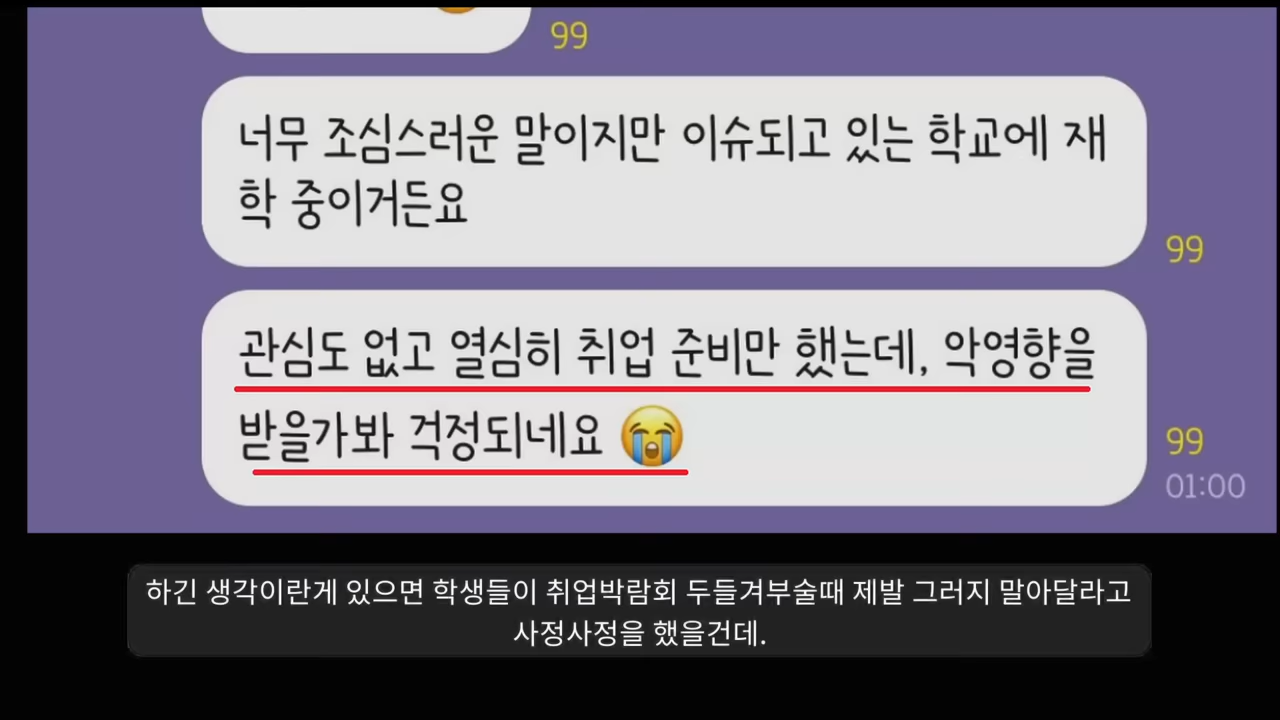 99
너무 조심스러운 말이지만 이슈되고 있는 학교에 재
학 중이거든요
99
관심도 없고 열심히 취업 준비만 했는데, 악영향을
받을가봐 걱정되네요 😭
99
01:00
하긴 생각이란게 있으면 학생들이 취업박람회 두들겨부술때 제발 그러지 말아달라고
사정사정을 했을건데.